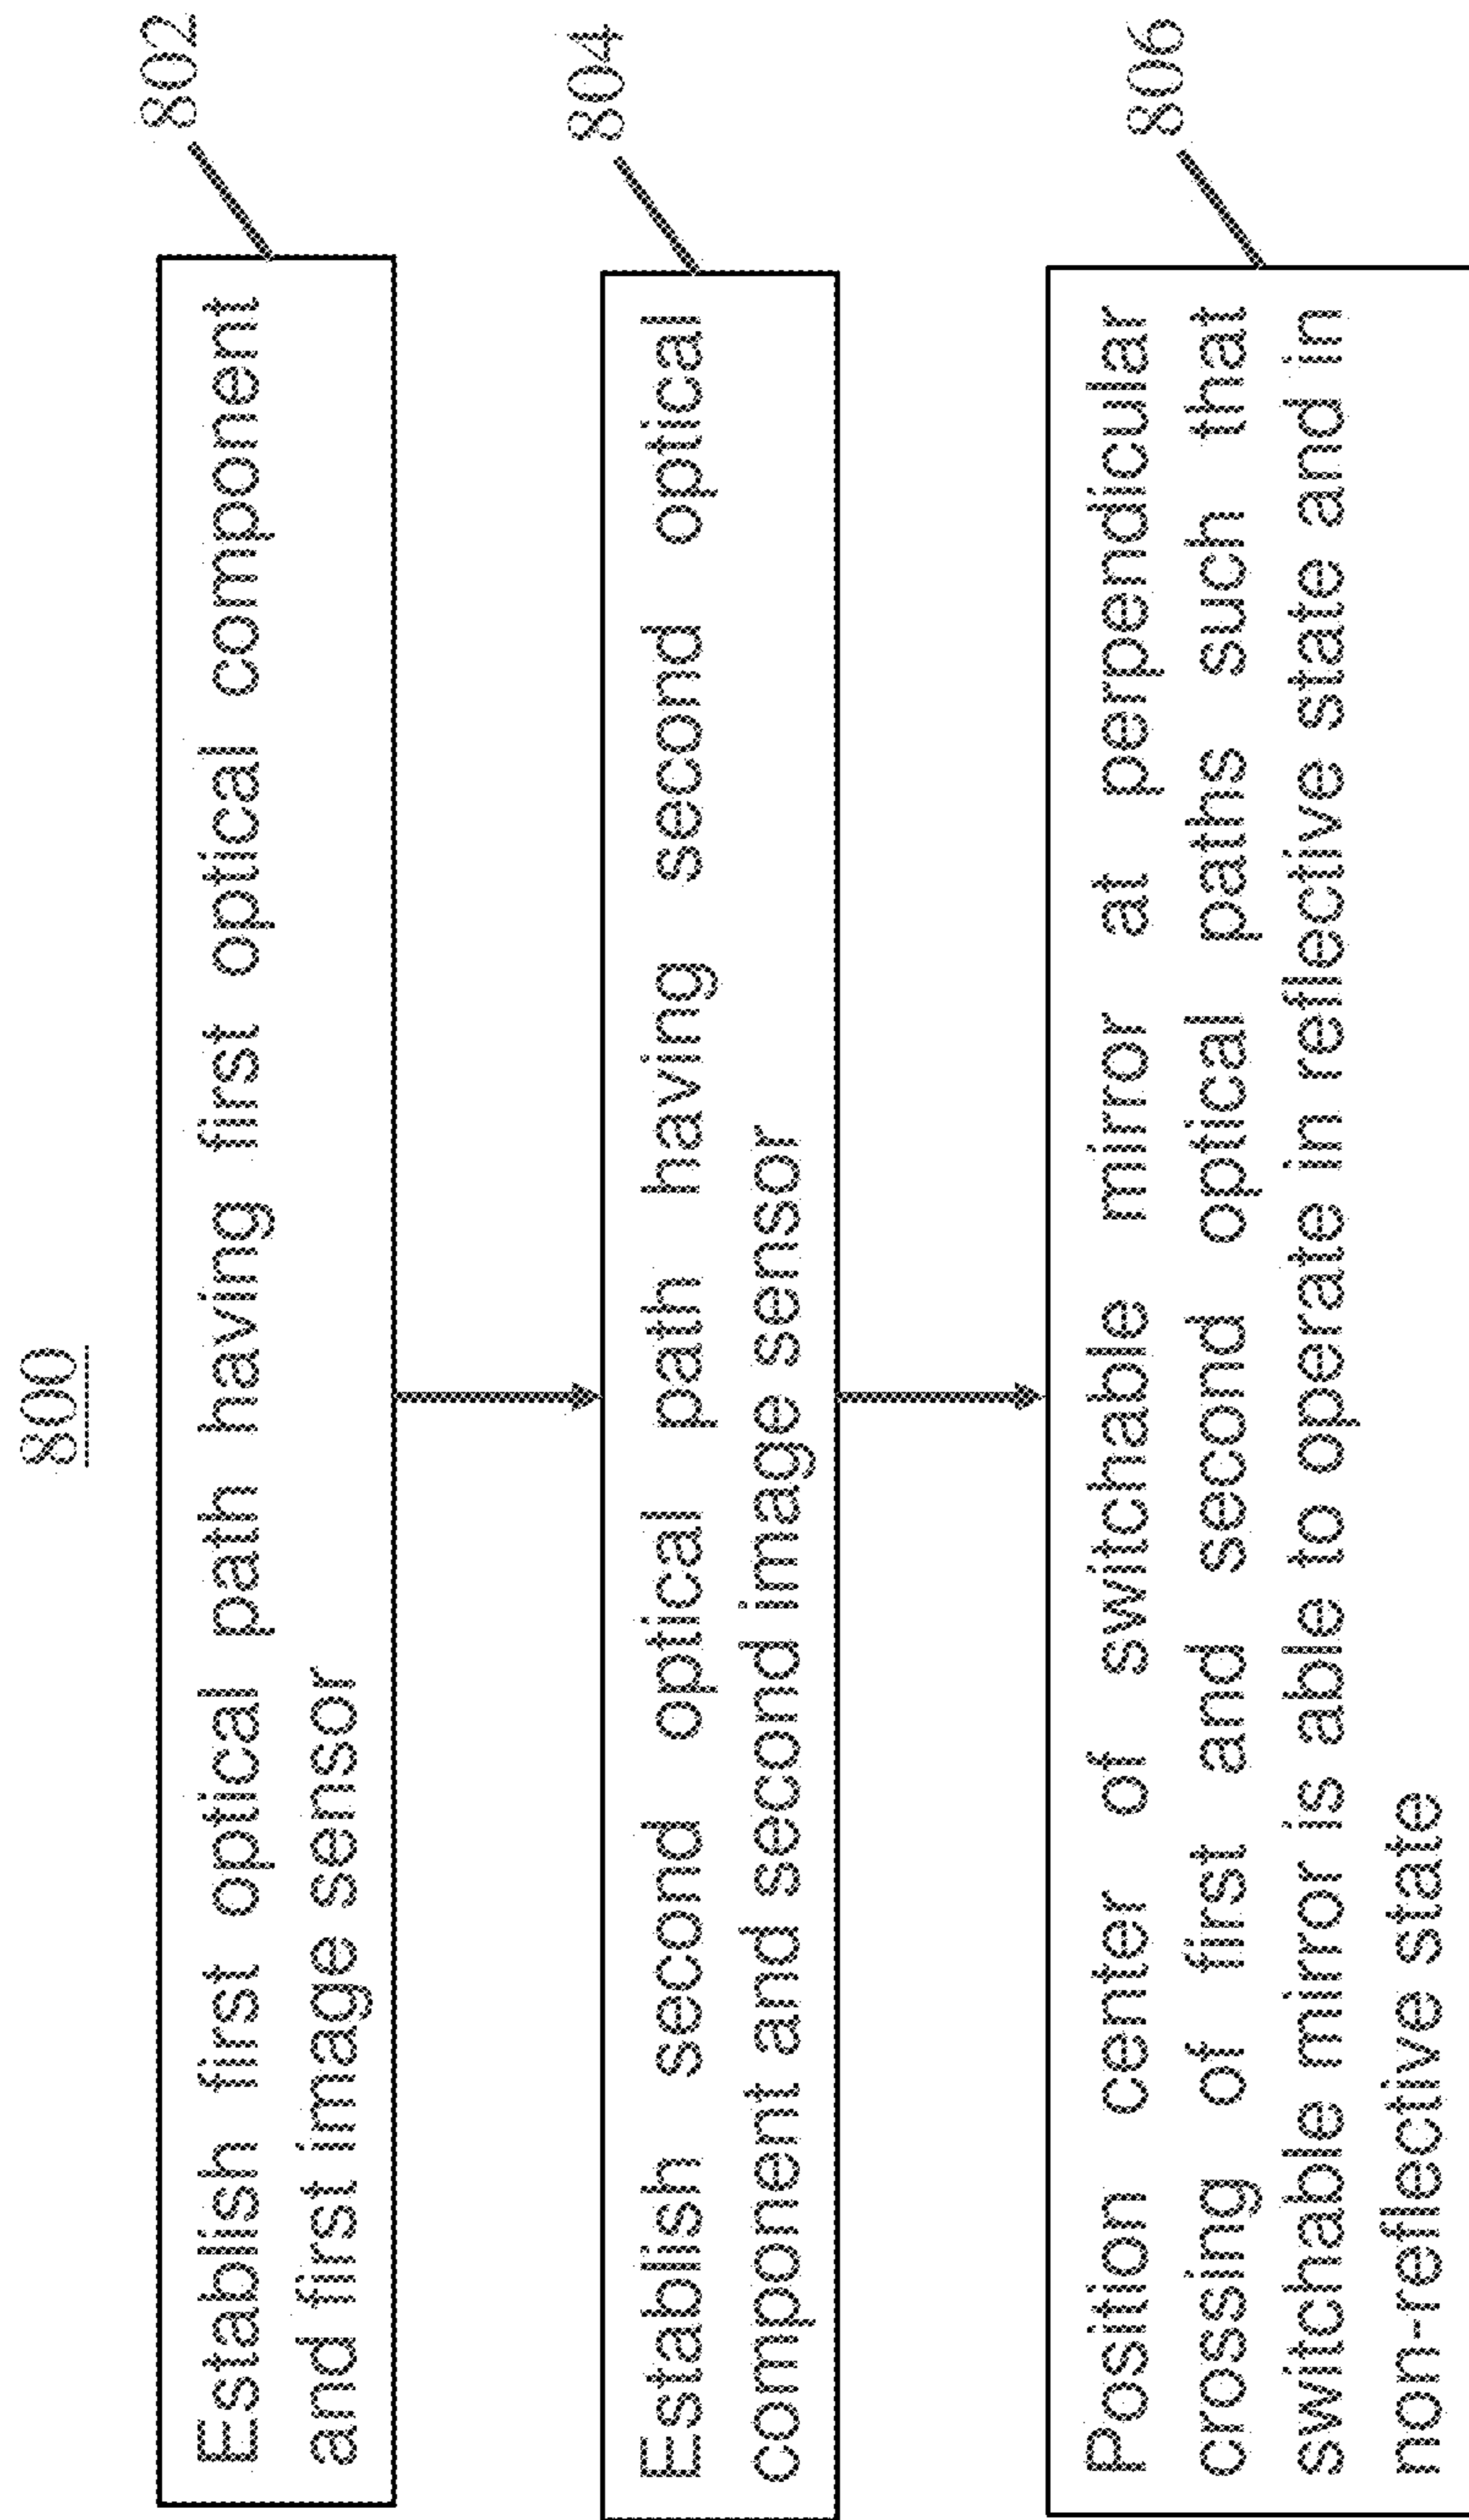 800
802
Establish first optical path having first optical component
and first image sensor
804
Establish second optical path having second optical
component and second image sensor
806
Position center of switchable mirror at perpendicular
crossing of first and second optical paths such that
switchable mirror is able to operate in reflective state and in
non-reflective state